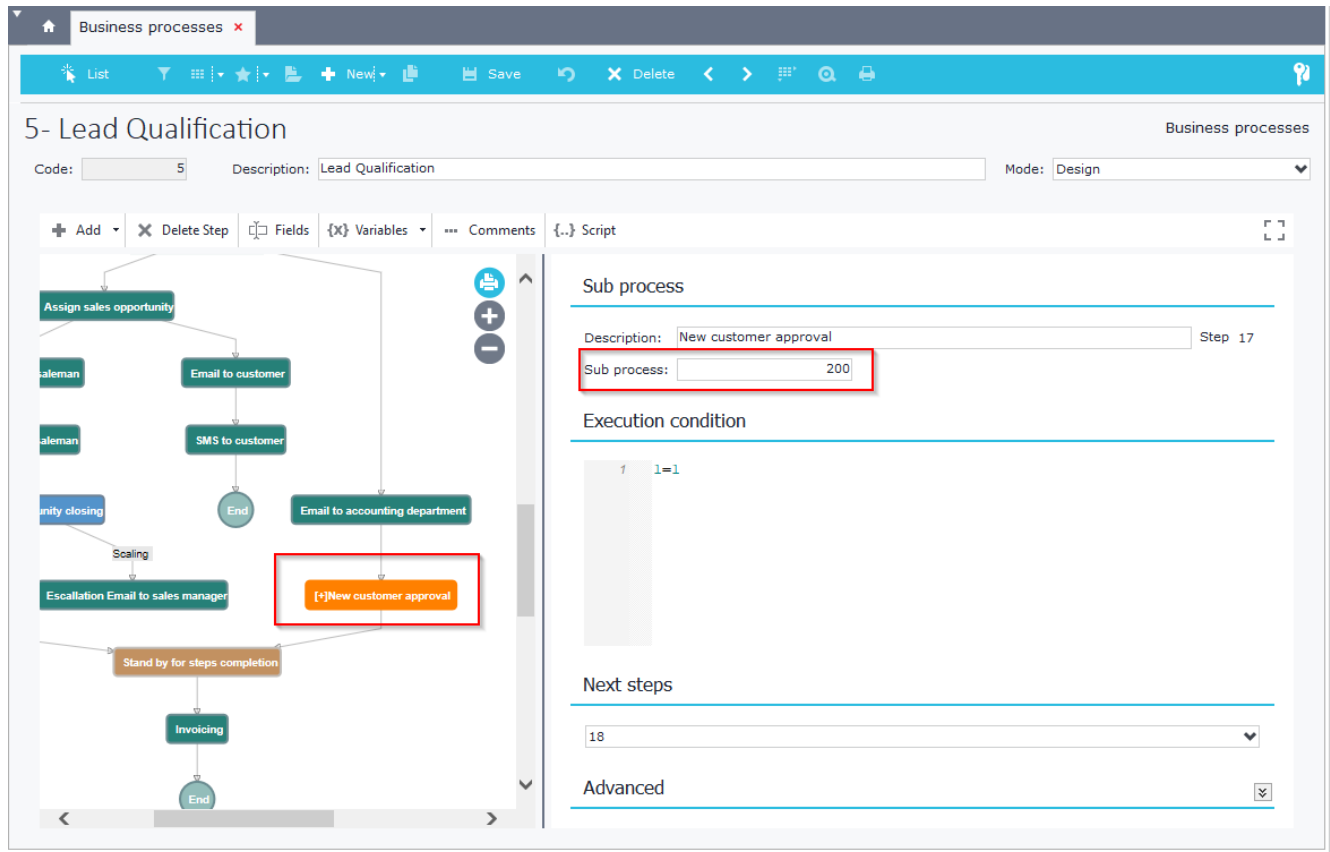 Business processes ×
List New Save Delete
5- Lead Qualification
Business processes
Code: 5 Description: Lead Qualification Mode: Design
Add Delete Step Fields {x} Variables Comments {..} Script
Assign sales opportunity
saleman
Email to customer
aleman
SMS to customer
unity closing
End
Email to accounting department
Scaling
Escallation Email to sales manager
[+]New customer approval
Stand by for steps completion
Invoicing
End
Sub process
Description: New customer approval Step 17
Sub process: 200
Execution condition
1 1=1
Next steps
18
Advanced